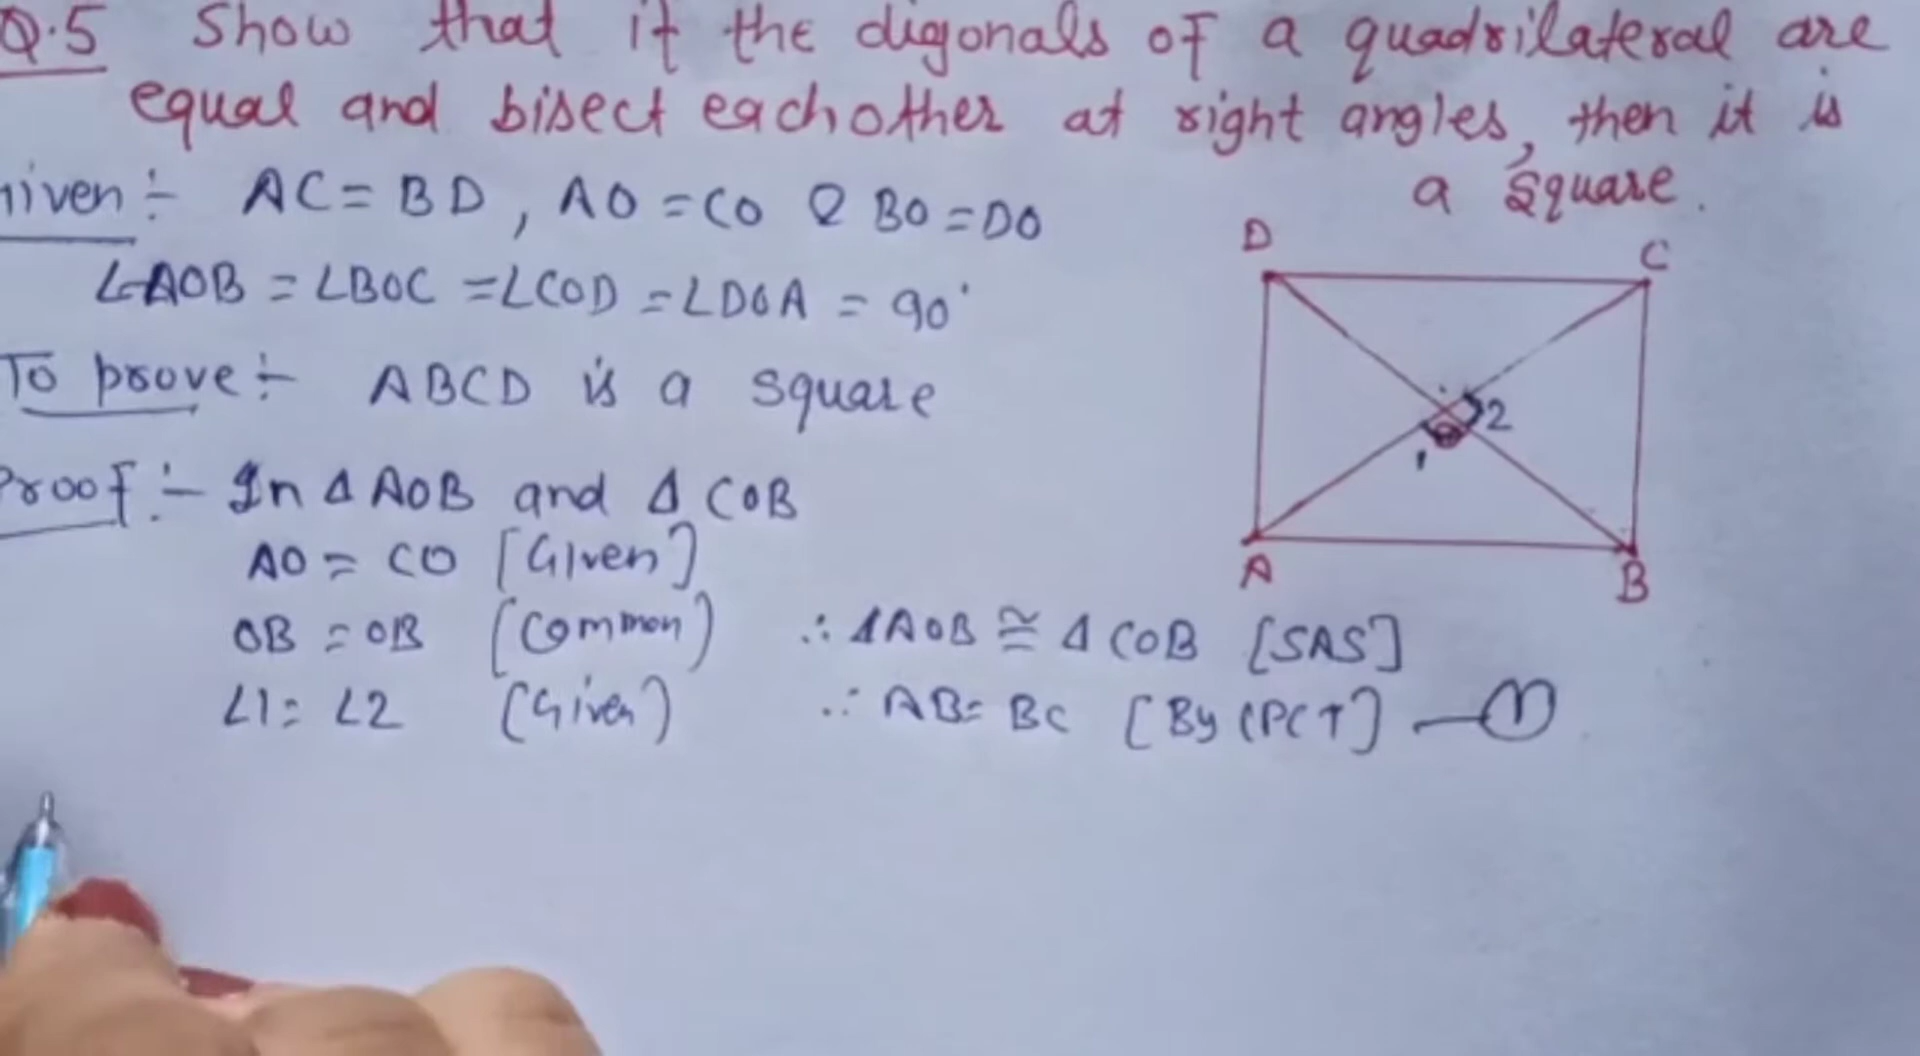 Q.5 Show that if the digonals of a quadrilateral are
equal and bisect eachother at right angles, then it is
a square.
Given :- AC = BD, AO = CO & BO = DO
∠AOB = ∠BOC = ∠COD = ∠DOA = 90°
To prove :- ABCD is a square
Proof :- In Δ AOB and Δ COB
AO = CO [Given]
OB = OB (Common)
∠1 = ∠2 (Given)
∴ ΔAOB ≅ Δ COB [SAS]
∴ AB = BC [By CPCT] — 1
D C
2
O
1
A B